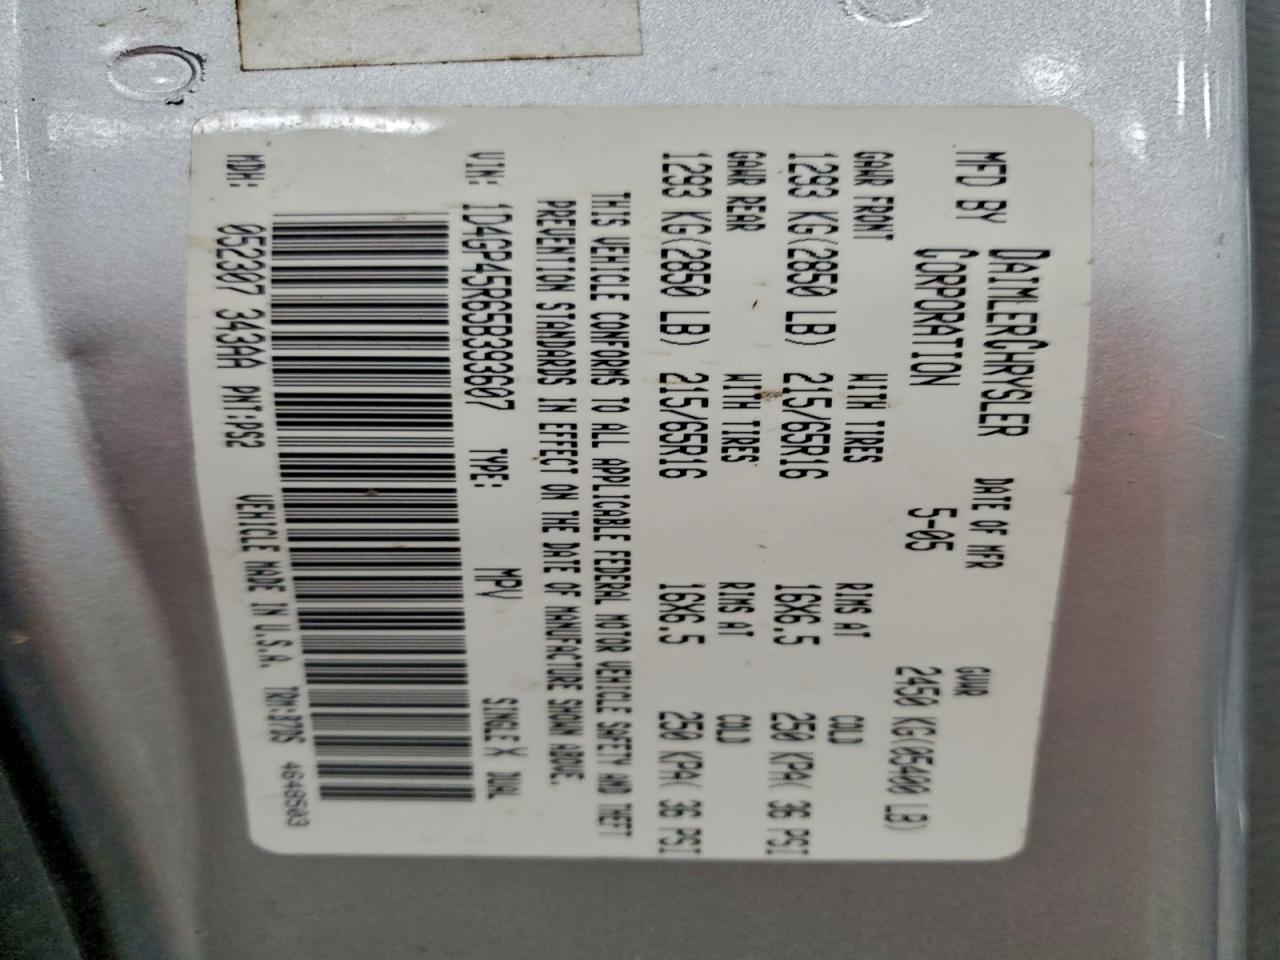 MFD BY DAIMLERCHRYSLER CORPORATION DATE OF MFR 5-05 GVWR 2450 KG(05400 LB)
GAWR FRONT WITH TIRES RIMS AT COLD
1293 KG(2850 LB) 215/65R16 16X6.5 250 KPA( 36 PSI
GAWR REAR WITH TIRES RIMS AT COLD
1293 KG(2850 LB) 215/65R16 16X6.5 250 KPA( 36 PSI
THIS VEHICLE CONFORMS TO ALL APPLICABLE FEDERAL MOTOR VEHICLE SAFETY AND THEFT
PREVENTION STANDARDS IN EFFECT ON THE DATE OF MANUFACTURE SHOWN ABOVE.
VIN: 1D4GP45R65B393607 TYPE: MPV SINGLE X DUAL
MDH: 052307 343AA PNT:PS2 VEHICLE MADE IN U.S.A. 4648503